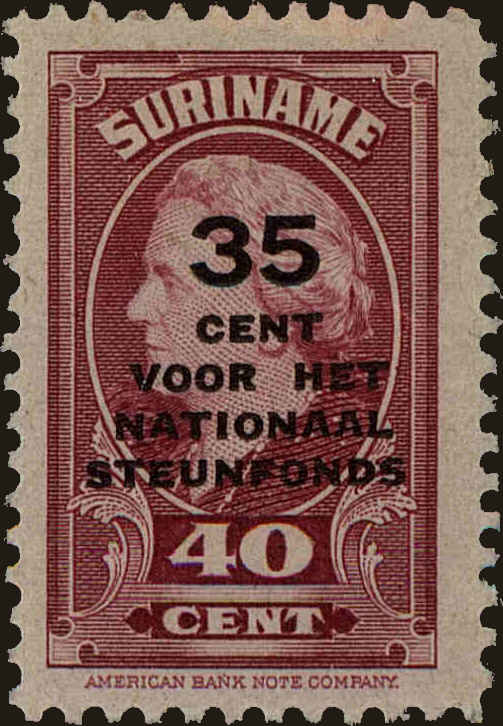 SURINAME
35
CENT
VOOR HET
NATIONAAL
STEUNFONDS
40
CENT
AMERICAN BANK NOTE COMPANY.